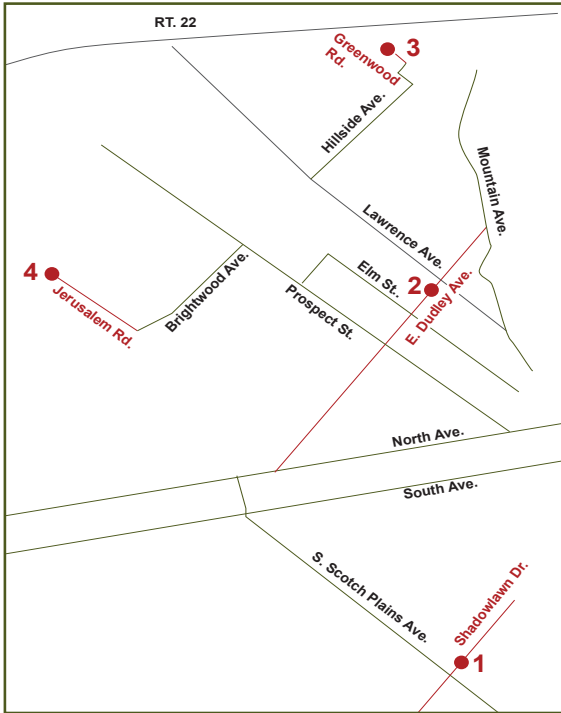 RT. 22
3
Greenwood
Rd.
Hillside Ave.
Mountain Ave.
Lawrence Ave.
4
Jerusalem Rd.
Brightwood Ave.
Elm St..
2
E. Dudley Ave.
Prospect St.
North Ave.
South Ave.
S. Scotch Plains Ave.
Shadowlawn Dr.
1